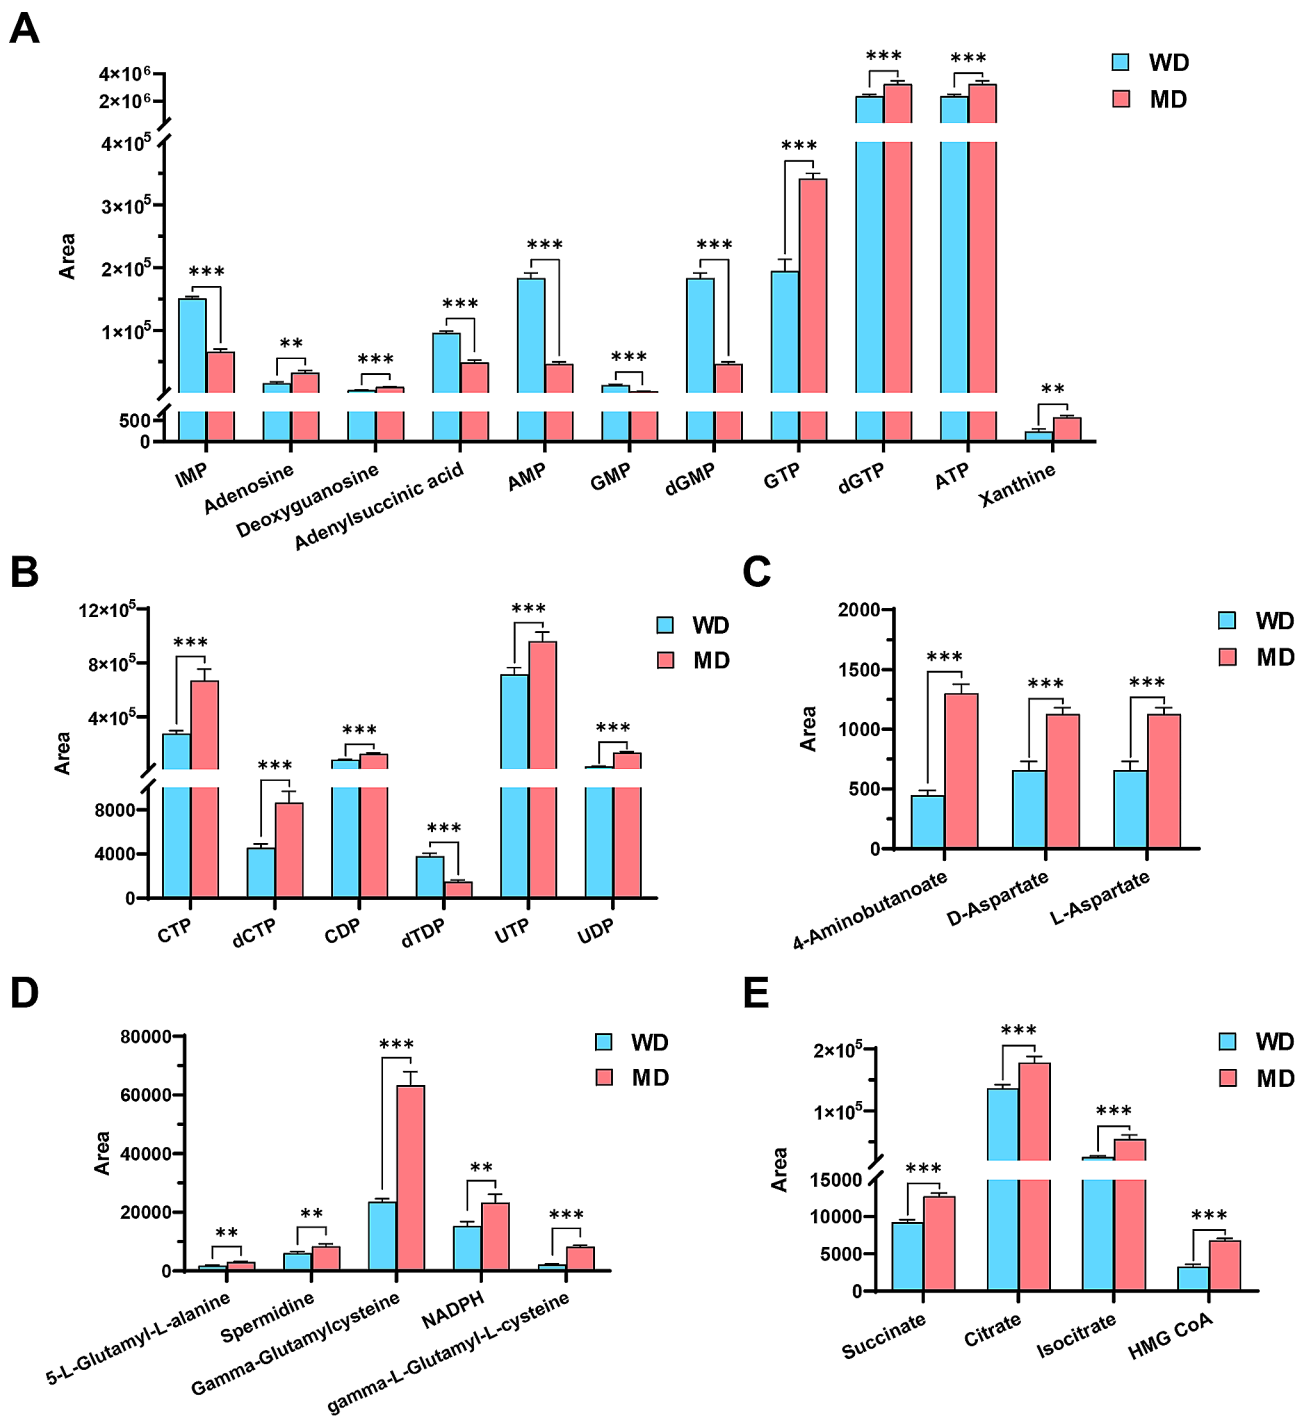 A
WD
MD
Area
4×10⁶
2×10⁶
4×10⁵
3×10⁵
2×10⁵
1×10⁵
500
0
***
**
***
***
***
***
***
***
***
***
**
IMP
Adenosine
Deoxyguanosine
Adenylsuccinic acid
AMP
GMP
dGMP
GTP
dGTP
ATP
Xanthine
B
WD
MD
Area
12×10⁵
8×10⁵
4×10⁵
8000
4000
0
***
***
***
***
***
***
CTP
dCTP
CDP
dTDP
UTP
UDP
C
WD
MD
Area
2000
1500
1000
500
0
***
***
***
4-Aminobutanoate
D-Aspartate
L-Aspartate
D
WD
MD
Area
80000
60000
40000
20000
0
**
**
***
**
***
5-L-Glutamyl-L-alanine
Spermidine
Gamma-Glutamylcysteine
NADPH
gamma-L-Glutamyl-L-cysteine
E
WD
MD
Area
2×10⁵
1×10⁵
15000
10000
5000
0
***
***
***
***
Succinate
Citrate
Isocitrate
HMG CoA